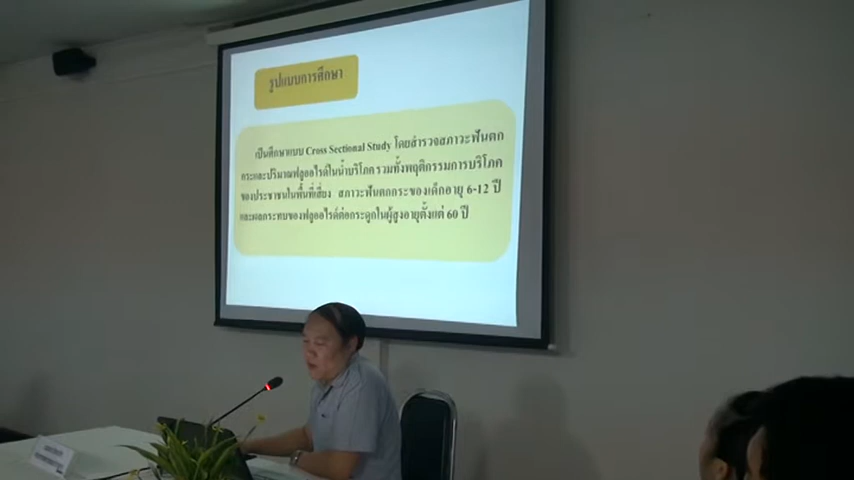 รูปแบบการศึกษา
เป็นศึกษาแบบ Cross Sectional Study โดยสำรวจสภาวะฟันตก
กระและปริมาณฟลูออไรด์ในน้ำบริโภค รวมทั้งพฤติกรรมการบริโภค
ของประชาชนในพื้นที่เสี่ยง สภาวะฟันตกกระของเด็กอายุ 6-12 ปี
และผลกระทบของฟลูออไรด์ต่อกระดูกในผู้สูงอายุตั้งแต่ 60 ปี